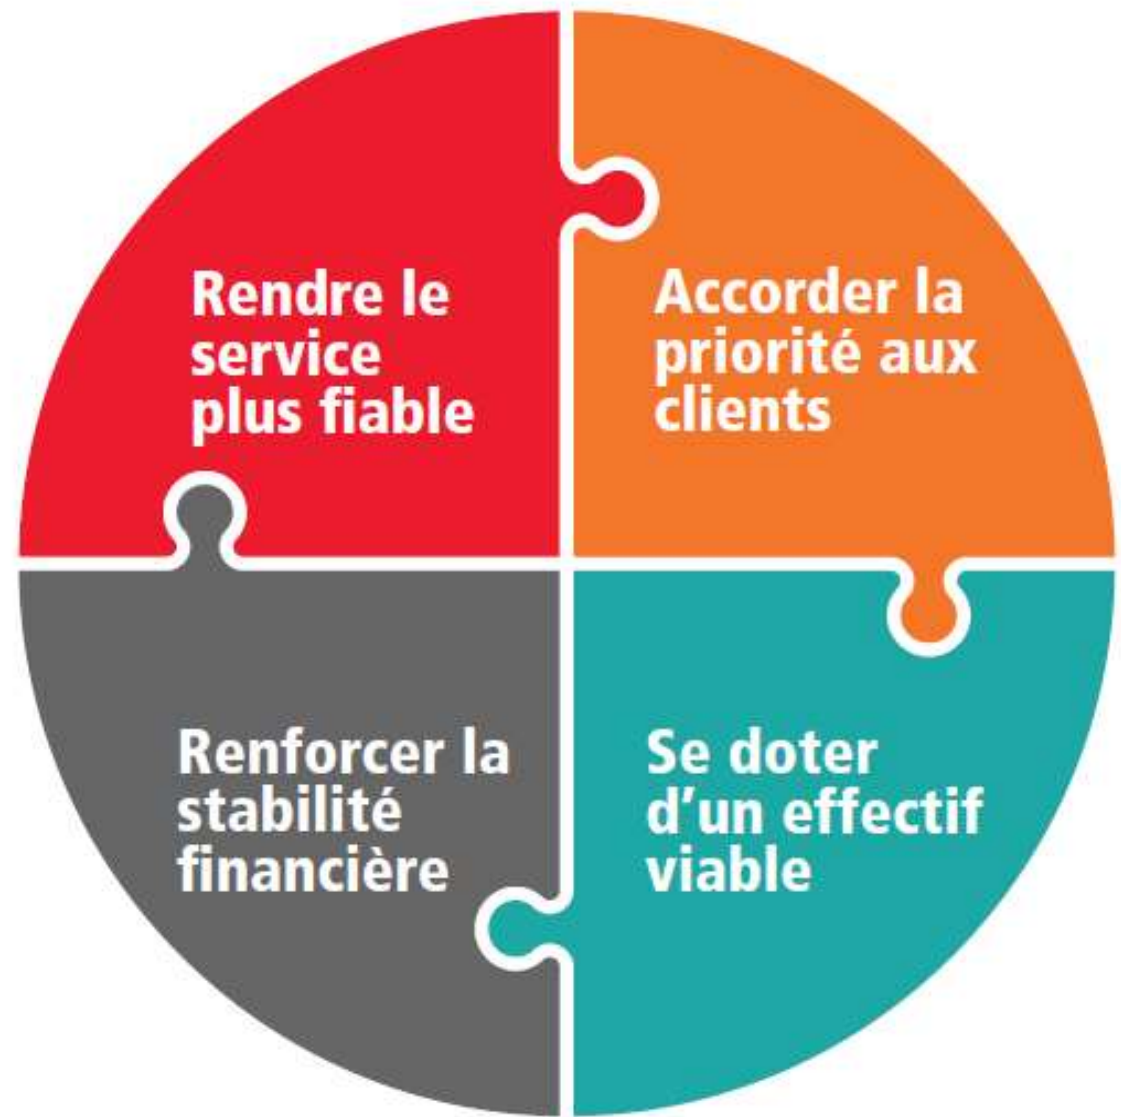 Rendre le
service
plus fiable
Accorder la
priorité aux
clients
Renforcer la
stabilité
financière
Se doter
d'un effectif
viable